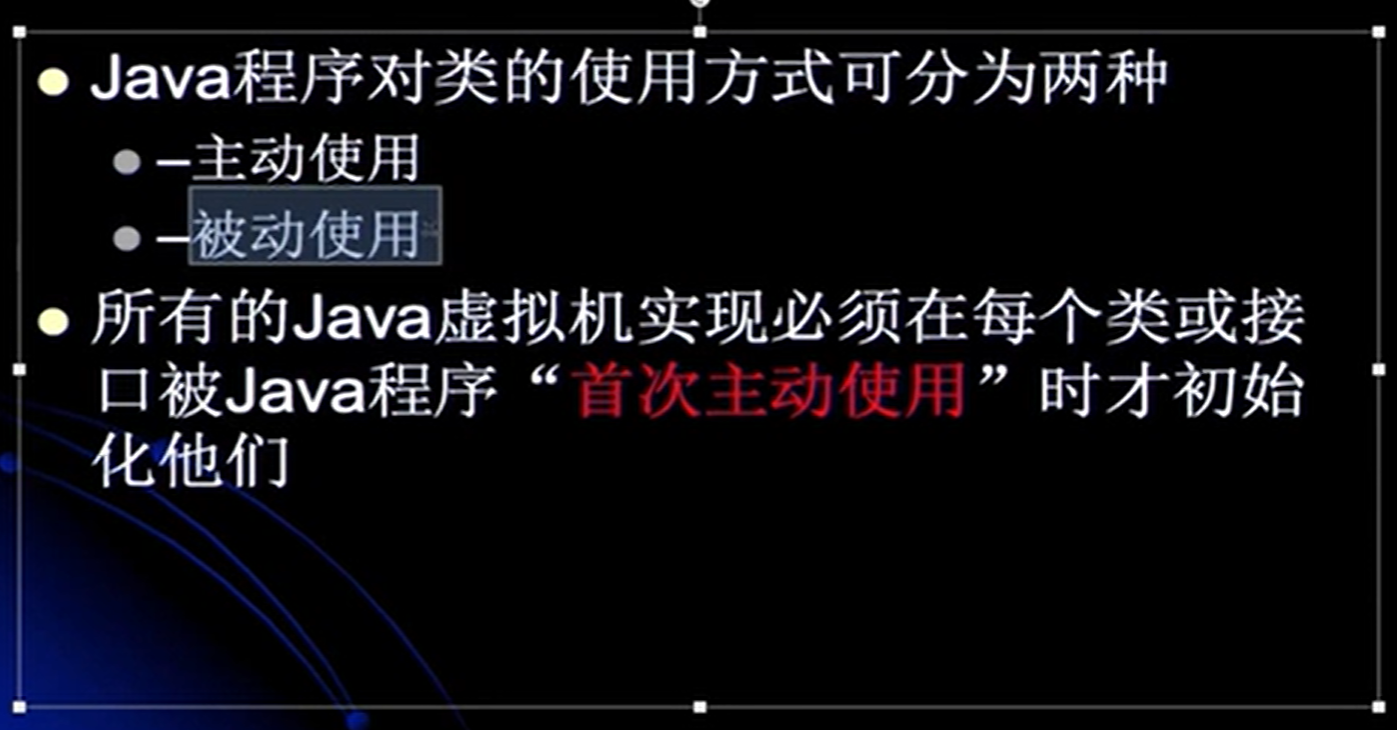 Java程序对类的使用方式可分为两种
–主动使用
–被动使用
所有的Java虚拟机实现必须在每个类或接
口被Java程序“首次主动使用”时才初始
化他们